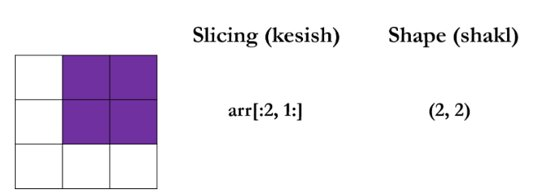 Slicing (kesish) Shape (shakl)
arr[:2, 1:] (2, 2)